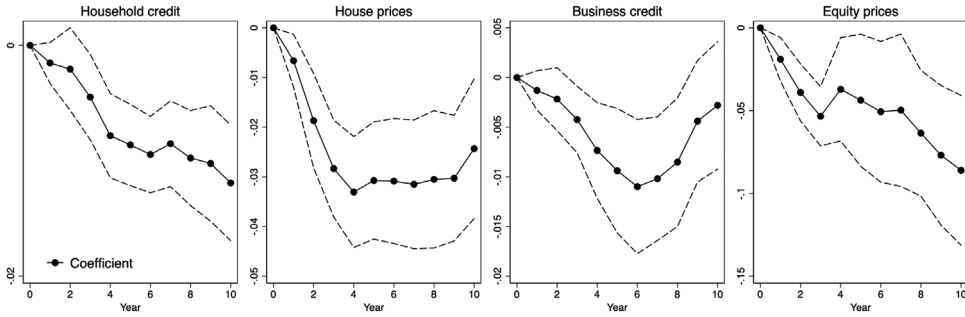 Household credit
0
-.02
Coefficient
0 2 4 6 8 10
Year
House prices
0
-.01
-.02
-.03
-.04
-.05
0 2 4 6 8 10
Year
Business credit
.005
0
-.005
-.01
-.015
-.02
0 2 4 6 8 10
Year
Equity prices
0
-.05
-.1
-.15
0 2 4 6 8 10
Year